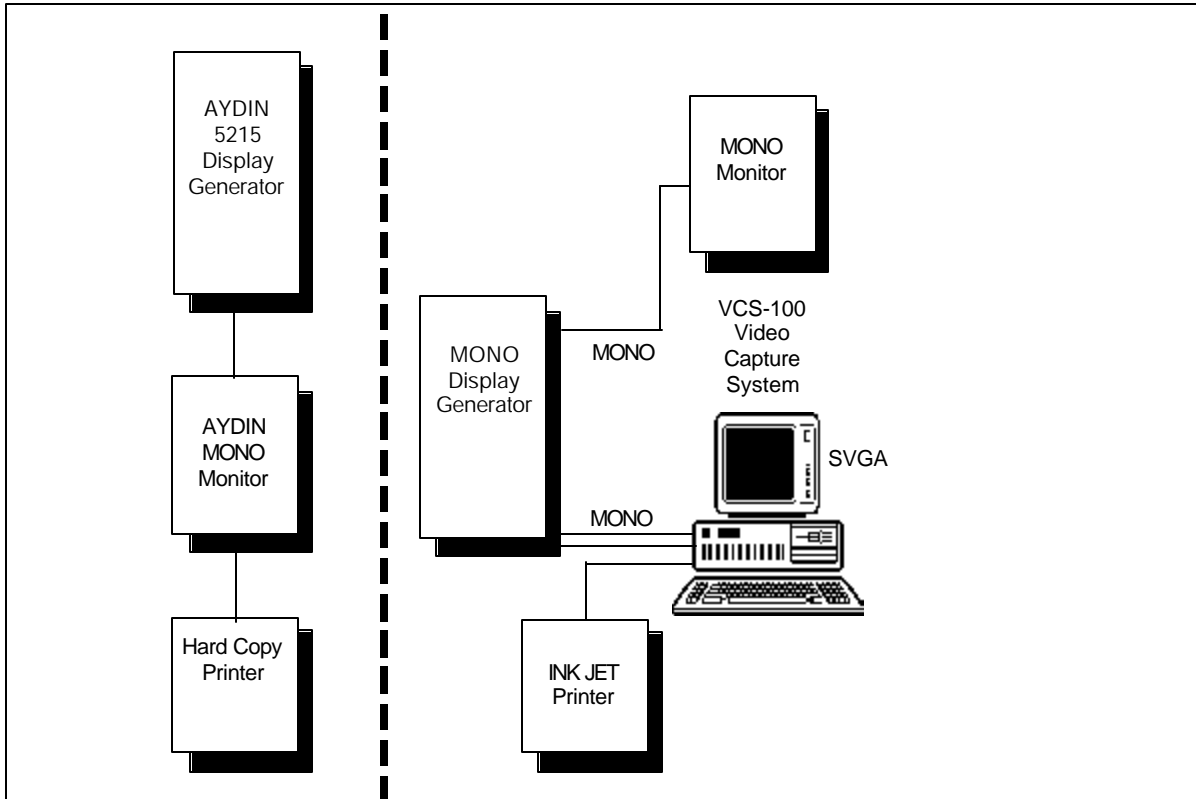 AYDIN
5215
Display
Generator
AYDIN
MONO
Monitor
Hard Copy
Printer
MONO
Monitor
MONO
MONO
Display
Generator
VCS-100
Video
Capture
System
SVGA
MONO
INK JET
Printer